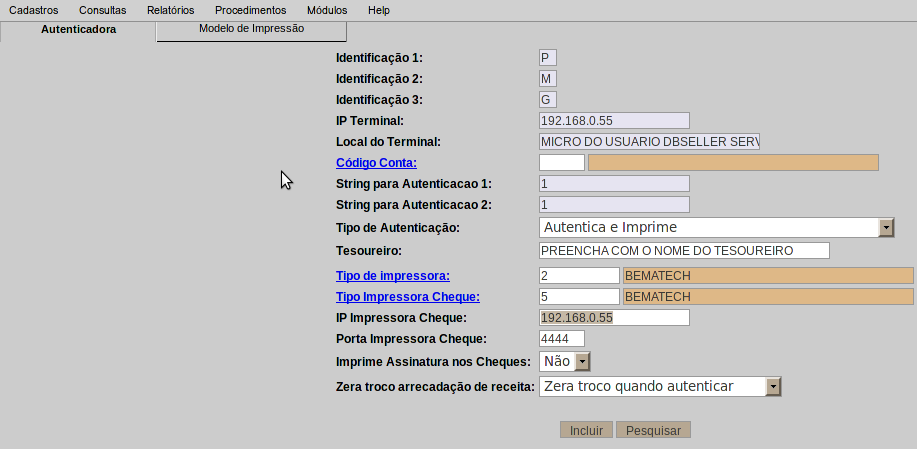 Cadastros Consultas Relatórios Procedimentos Módulos Help
Autenticadora Modelo de Impressão
Identificação 1: P
Identificação 2: M
Identificação 3: G
IP Terminal: 192.168.0.55
Local do Terminal: MICRO DO USUARIO DBSELLER SERV
Código Conta:
String para Autenticacao 1: 1
String para Autenticacao 2: 1
Tipo de Autenticação: Autentica e Imprime
Tesoureiro: PREENCHA COM O NOME DO TESOUREIRO
Tipo de impressora: 2 BEMATECH
Tipo Impressora Cheque: 5 BEMATECH
IP Impressora Cheque: 192.168.0.55
Porta Impressora Cheque: 4444
Imprime Assinatura nos Cheques: Não
Zera troco arrecadação de receita: Zera troco quando autenticar
Incluir Pesquisar